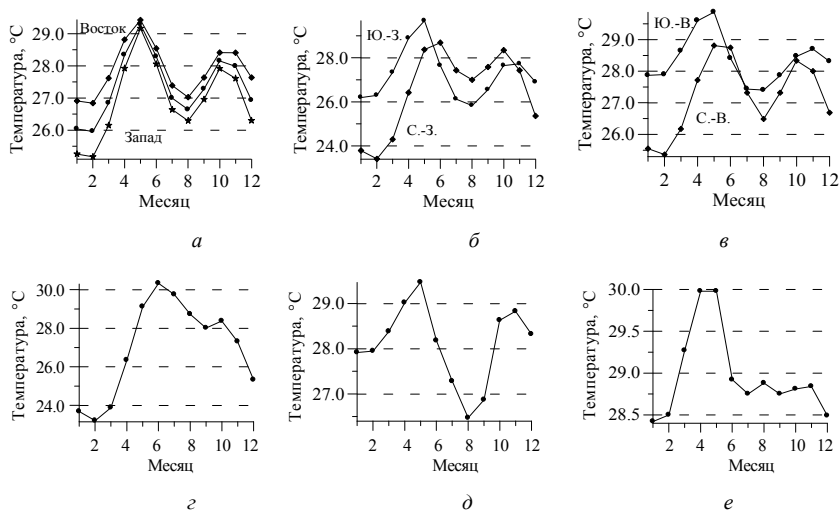 Температура, °C
29.0
28.0
27.0
26.0
Восток
Запад
2 4 6 8 10 12
Месяц
а
Температура, °C
28.0
26.0
24.0
Ю.-З.
С.-З.
2 4 6 8 10 12
Месяц
б
Температура, °C
29.0
28.0
27.0
26.0
Ю.-В
С.-В.
2 4 6 8 10 12
Месяц
в
Температура, °C
30.0
28.0
26.0
24.0
2 4 6 8 10 12
Месяц
г
Температура, °C
29.0
28.0
27.0
2 4 6 8 10 12
Месяц
д
Температура, °C
30.0
29.5
29.0
28.5
2 4 6 8 10 12
Месяц
е